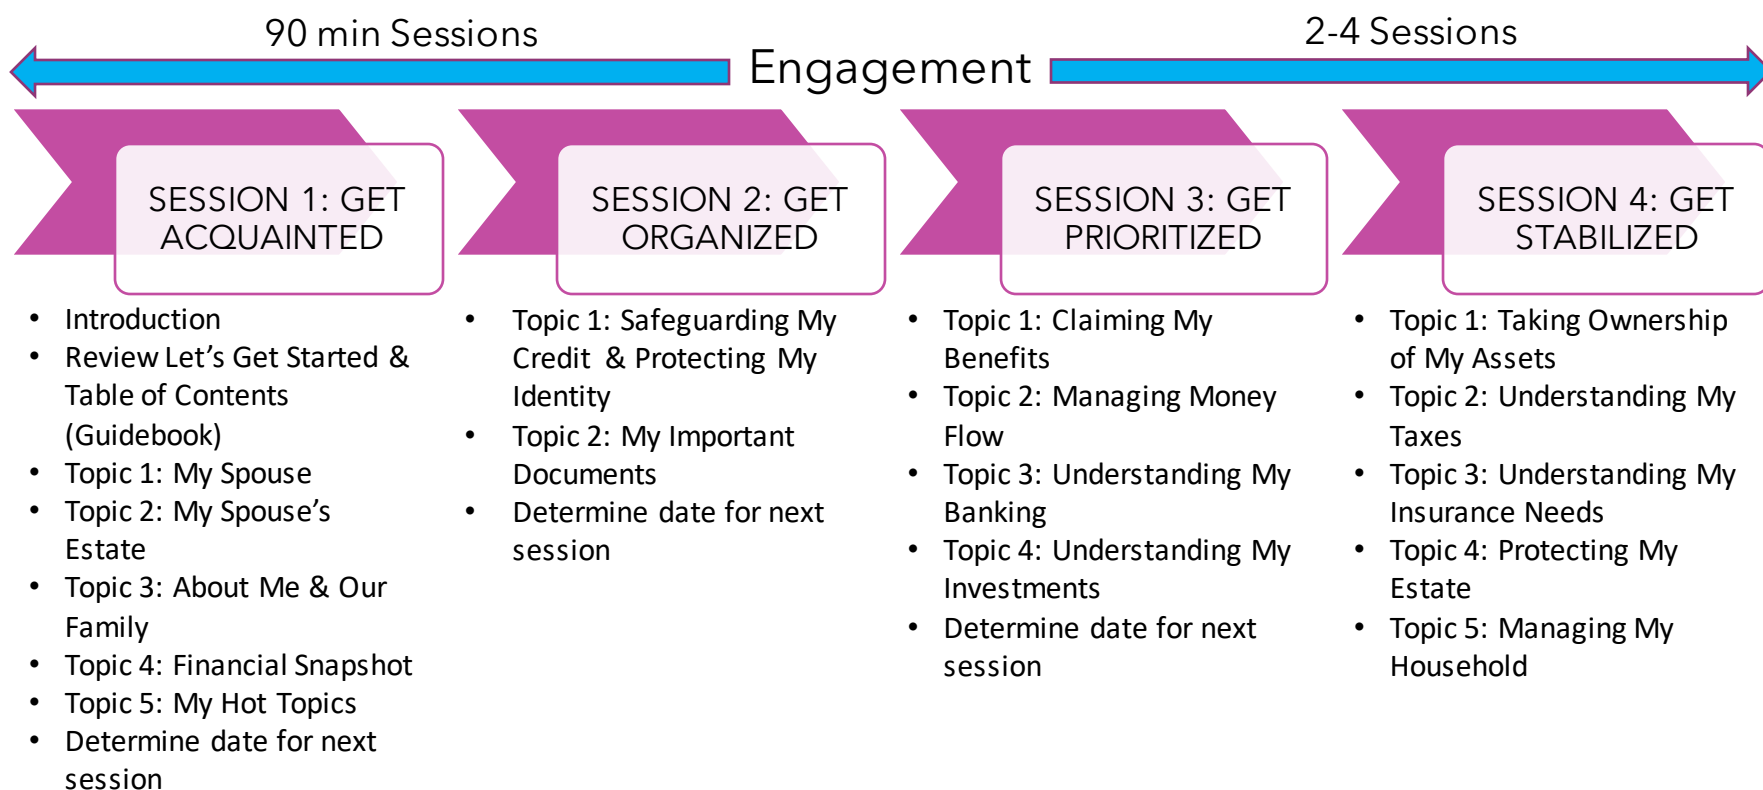 90 min Sessions
Engagement
2-4 Sessions
SESSION 1: GET
ACQUAINTED
• Introduction
• Review Let’s Get Started &
Table of Contents
(Guidebook)
• Topic 1: My Spouse
• Topic 2: My Spouse’s
Estate
• Topic 3: About Me & Our
Family
• Topic 4: Financial Snapshot
• Topic 5: My Hot Topics
• Determine date for next
session
SESSION 2: GET
ORGANIZED
• Topic 1: Safeguarding My
Credit & Protecting My
Identity
• Topic 2: My Important
Documents
• Determine date for next
session
SESSION 3: GET
PRIORITIZED
• Topic 1: Claiming My
Benefits
• Topic 2: Managing Money
Flow
• Topic 3: Understanding My
Banking
• Topic 4: Understanding My
Investments
• Determine date for next
session
SESSION 4: GET
STABILIZED
• Topic 1: Taking Ownership
of My Assets
• Topic 2: Understanding My
Taxes
• Topic 3: Understanding My
Insurance Needs
• Topic 4: Protecting My
Estate
• Topic 5: Managing My
Household